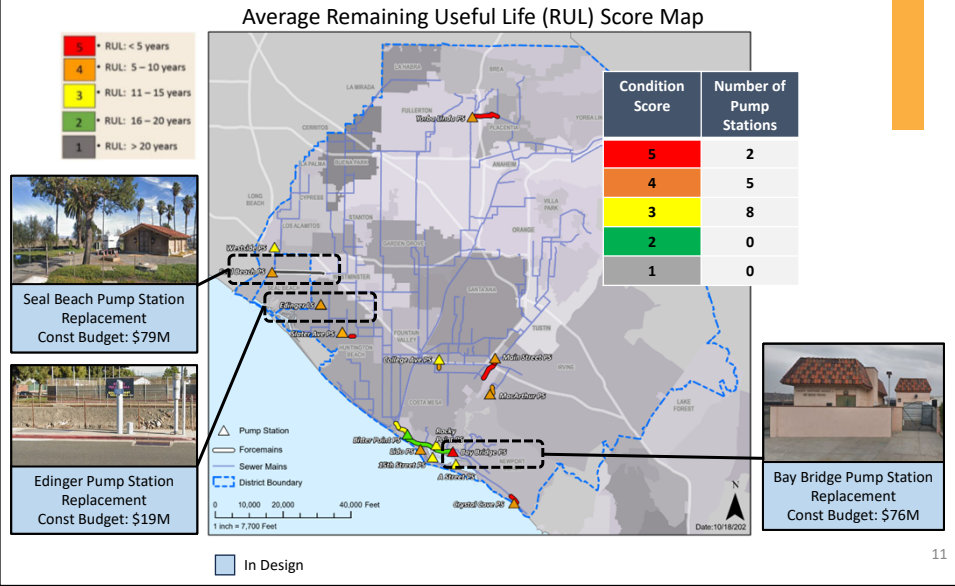 Average Remaining Useful Life (RUL) Score Map
5 • RUL: < 5 years
4 • RUL: 5 – 10 years
3 • RUL: 11 – 15 years
2 • RUL: 16 – 20 years
1 • RUL: > 20 years
Condition Score
Number of Pump Stations
5 2
4 5
3 8
2 0
1 0
Seal Beach Pump Station
Replacement
Const Budget: $79M
Edinger Pump Station
Replacement
Const Budget: $19M
Bay Bridge Pump Station
Replacement
Const Budget: $76M
LA HABRA
BREA
LA MIRADA
FULLERTON
Yorba Linda PS
PLACENTIA
YORBA LIN
CERRITOS
ANAHEIM
LA PALMA
BUENA PARK
VILLA
PARK
LONG
BEACH
CYPRESS
STANTON
LOS ALAMITOS
ORANGE
GARDEN GROVE
Westside PS
Beach PS
MINSTER
SANTA ANA
Edinger PS
TUSTIN
Slater Ave PS
HUNTINGTON
BEACH
FOUNTAIN
VALLEY
College Ave PS
Main Street PS
IRVINE
MacArthur PS
COSTA MESA
LAKE
FOREST
Bitter Point PS
Rocky
Lido PS
Bay Bridge PS
NEWPORT
15th Street PS
A Street PS
Crystal Cove PS
Pump Station
Forcemains
Sewer Mains
District Boundary
0 10,000 20,000 40,000 Feet
1 inch = 7,700 Feet
N
Date:10/18/202
In Design
11